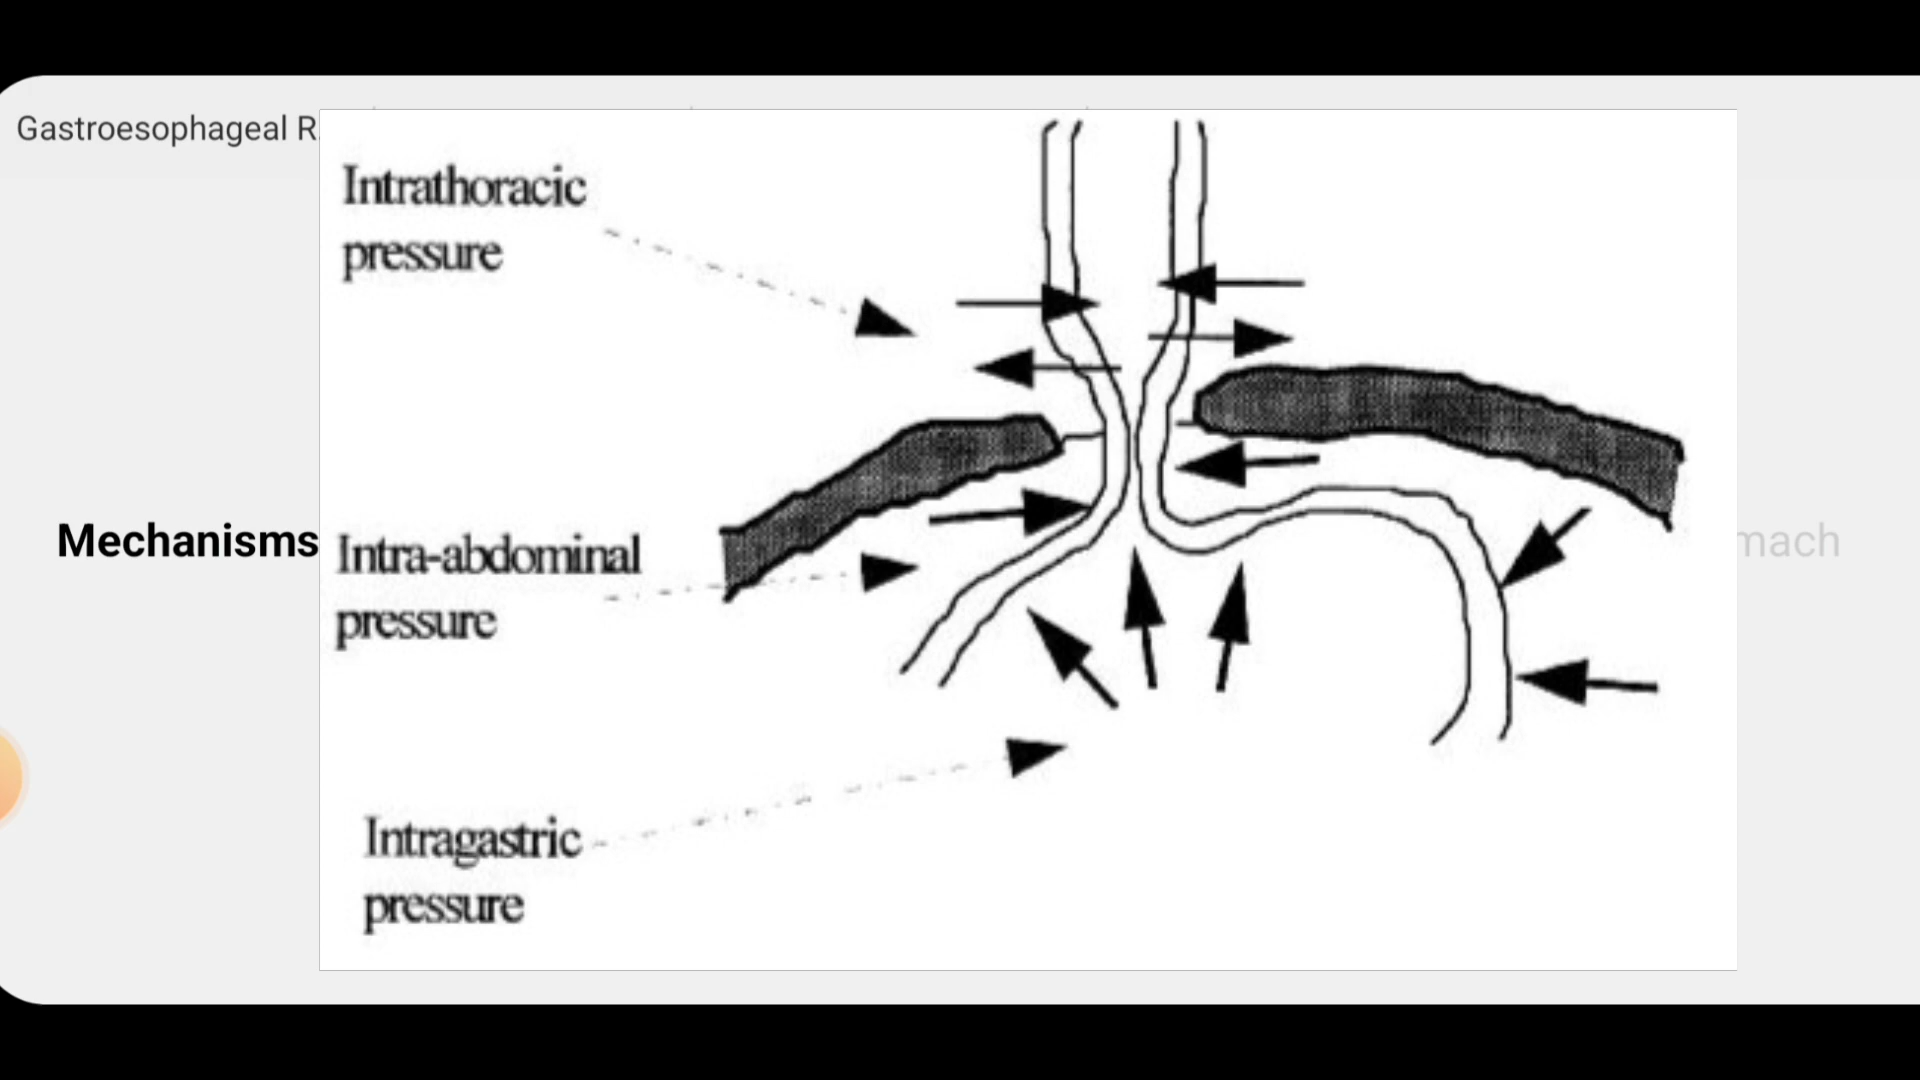 Gastroesophageal R
Intrathoracic
pressure
Mechanisms
Intra-abdominal
pressure
mach
Intragastric
pressure